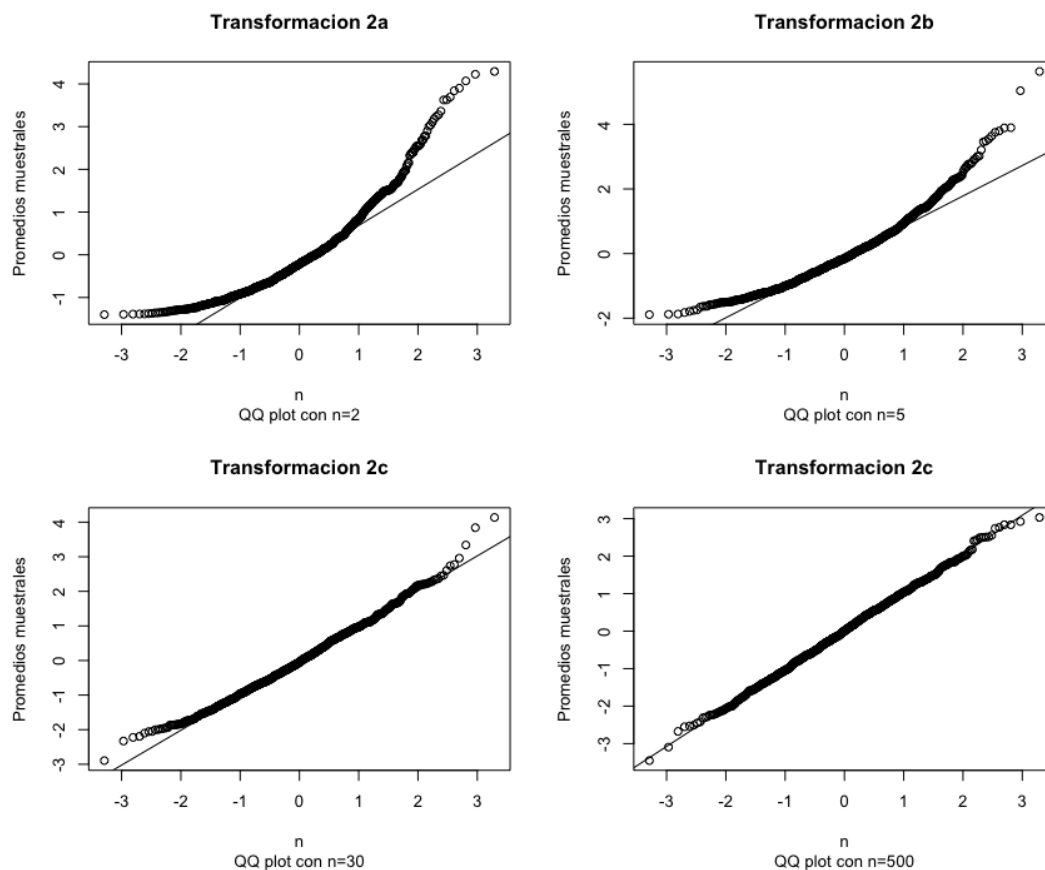 Transformacion 2a
Promedios muestrales
4
3
2
1
0
-1
-3 -2 -1 0 1 2 3
n
QQ plot con n=2
Transformacion 2b
Promedios muestrales
4
2
0
-2
-3 -2 -1 0 1 2 3
n
QQ plot con n=5
Transformacion 2c
Promedios muestrales
4
3
2
1
0
-1
-2
-3
-3 -2 -1 0 1 2 3
n
QQ plot con n=30
Transformacion 2c
Promedios muestrales
3
2
1
0
-1
-2
-3
-3 -2 -1 0 1 2 3
n
QQ plot con n=500